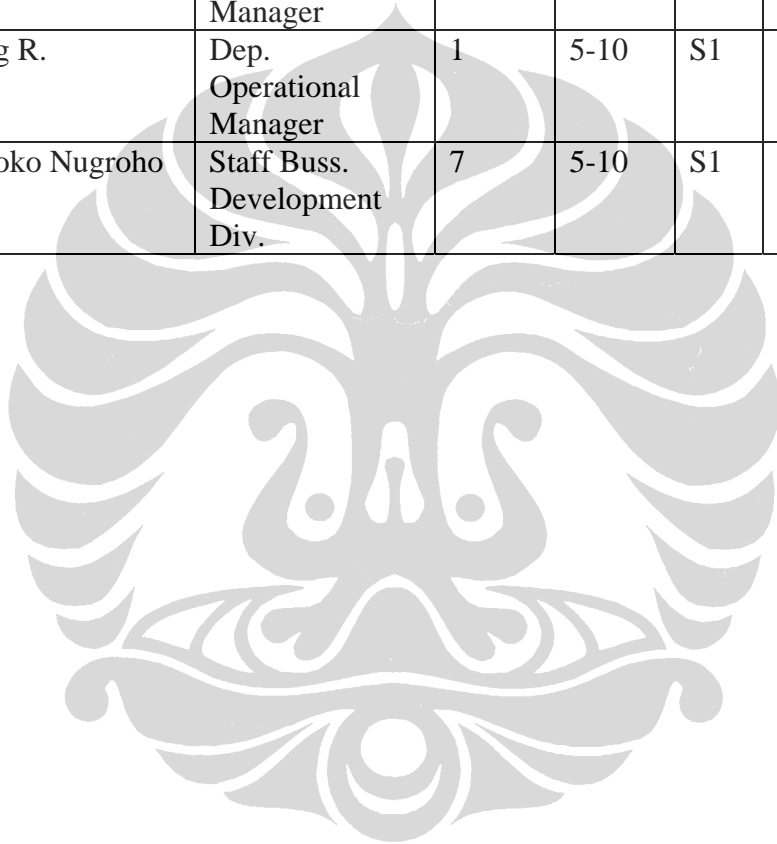 Manager
g R. Dep. 1 5-10 S1
Operational
Manager
oko Nugroho Staff Buss. 7 5-10 S1
Development
Div.